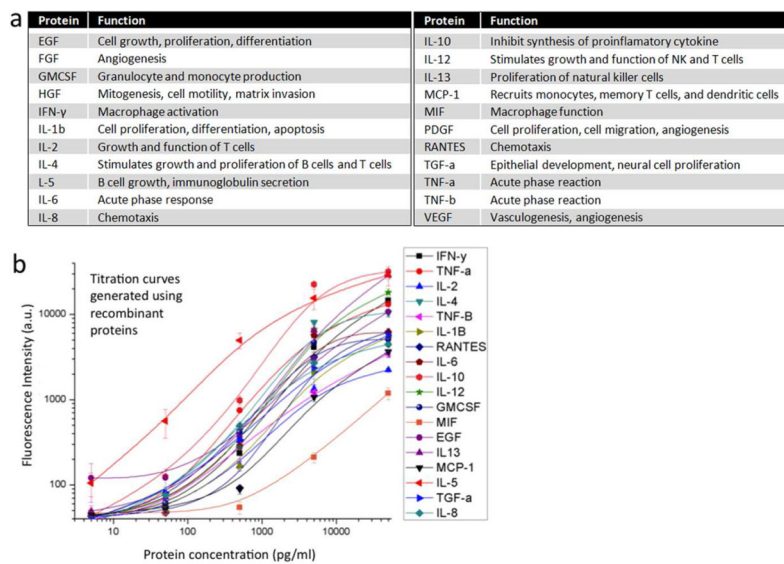 a
Protein Function
EGF Cell growth, proliferation, differentiation
FGF Angiogenesis
GMCSF Granulocyte and monocyte production
HGF Mitogenesis, cell motility, matrix invasion
IFN-γ Macrophage activation
IL-1b Cell proliferation, differentiation, apoptosis
IL-2 Growth and function of T cells
IL-4 Stimulates growth and proliferation of B cells and T cells
L-5 B cell growth, immunoglobulin secretion
IL-6 Acute phase response
IL-8 Chemotaxis
Protein Function
IL-10 Inhibit synthesis of proinflamatory cytokine
IL-12 Stimulates growth and function of NK and T cells
IL-13 Proliferation of natural killer cells
MCP-1 Recruits monocytes, memory T cells, and dendritic cells
MIF Macrophage function
PDGF Cell proliferation, cell migration, angiogenesis
RANTES Chemotaxis
TGF-a Epithelial development, neural cell proliferation
TNF-a Acute phase reaction
TNF-b Acute phase reaction
VEGF Vasculogenesis, angiogenesis
b
Titration curves
generated using
recombinant
proteins
Fluorescence Intensity (a.u.)
10000
1000
100
10 100 1000 10000
Protein concentration (pg/ml)
IFN-y
TNF-a
IL-2
IL-4
TNF-B
IL-1B
RANTES
IL-6
IL-10
IL-12
GMCSF
MIF
EGF
IL13
MCP-1
IL-5
TGF-a
IL-8